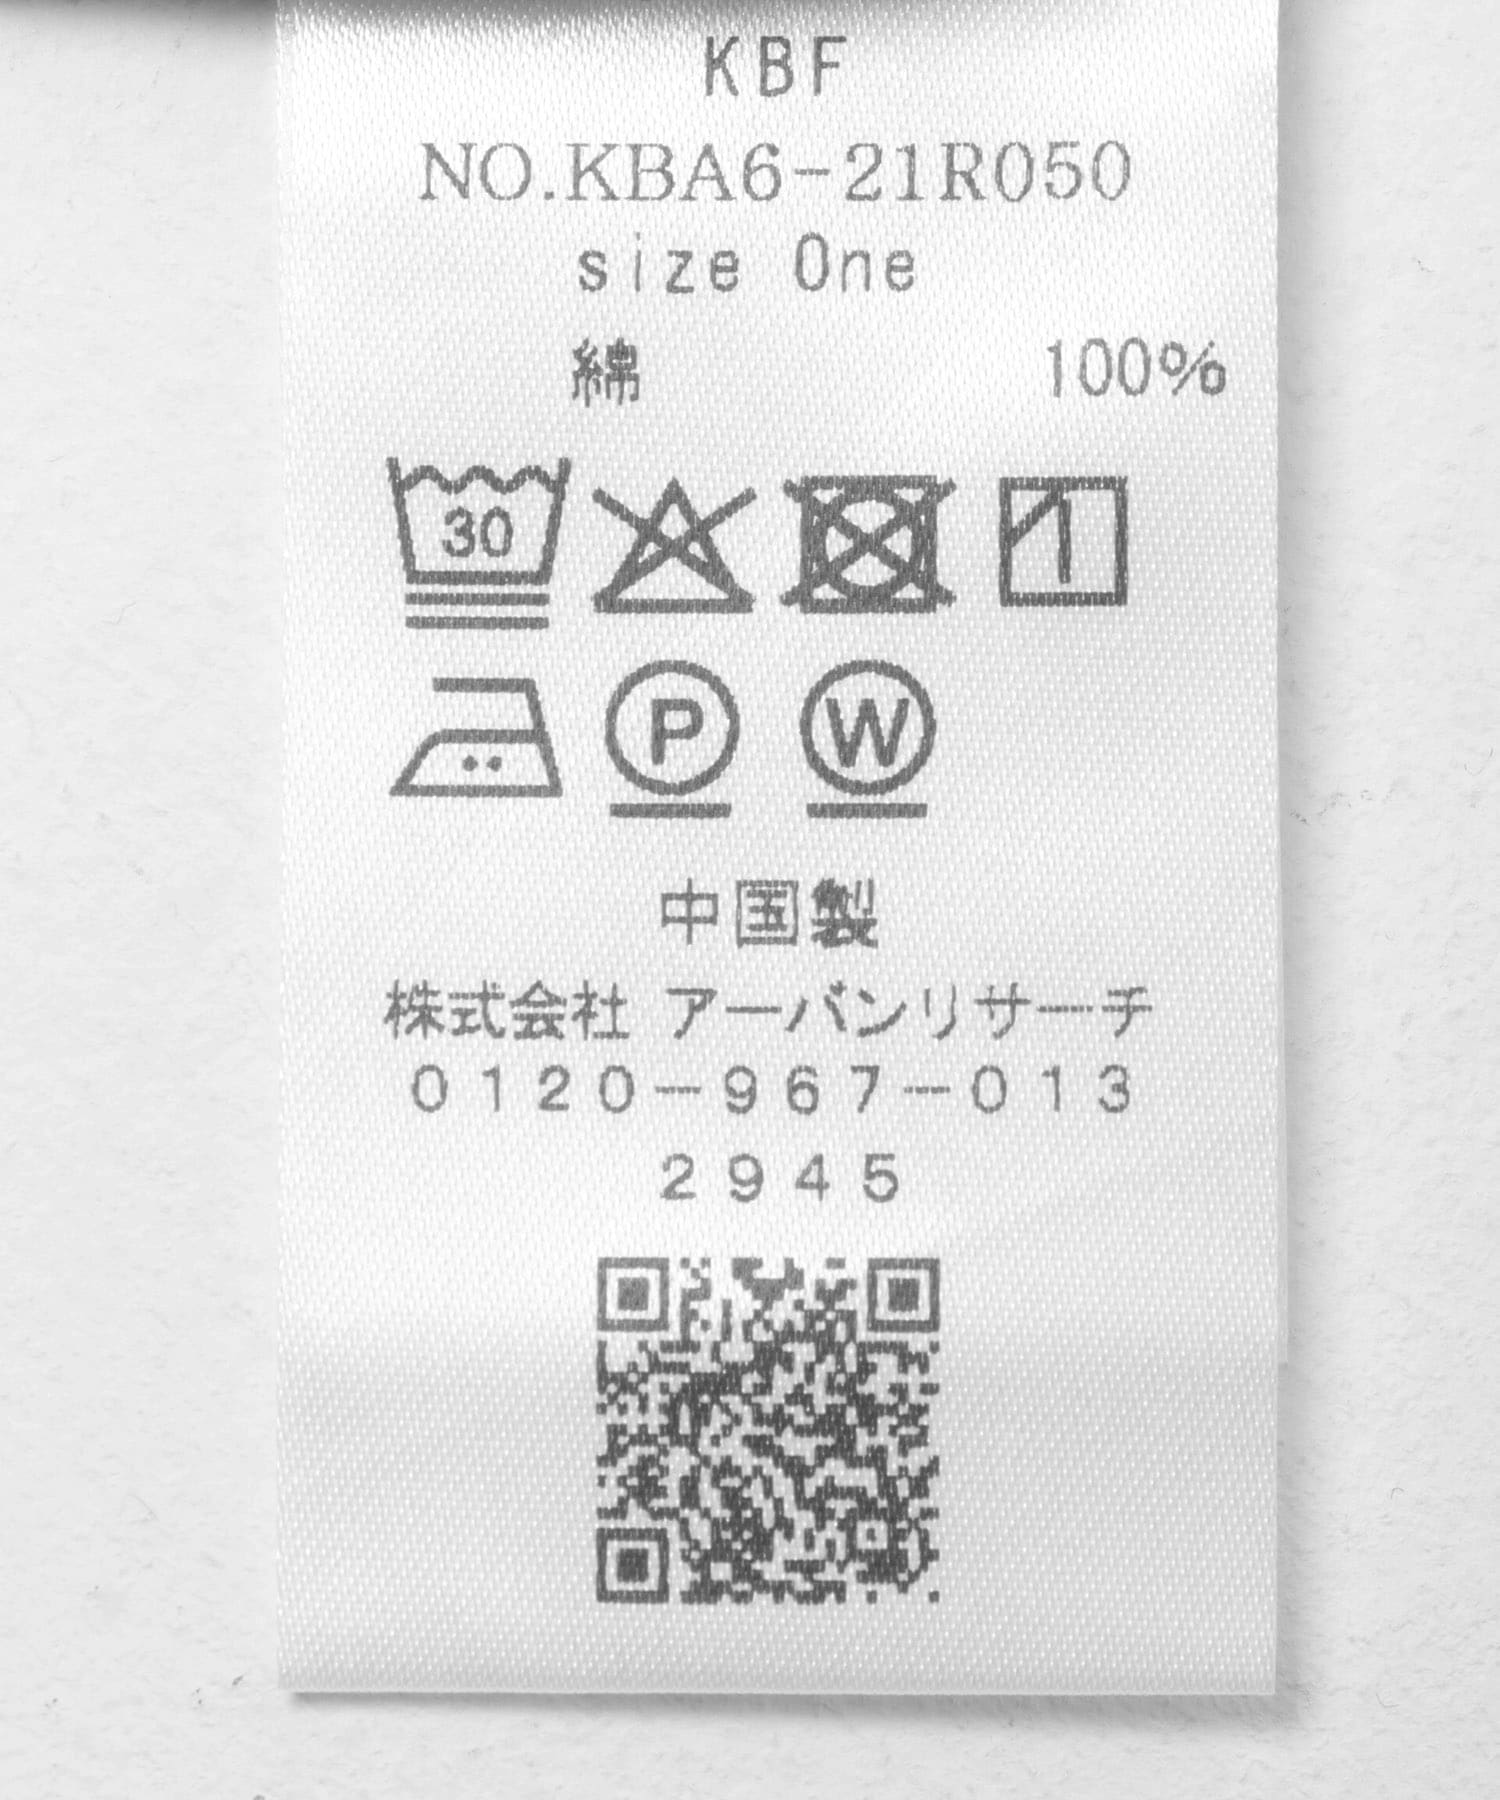 KBF
NO.KBA6-21R050
size One
綿 100%
30
P W
中国製
株式会社 アーバンリサーチ
0120-967-013
2945